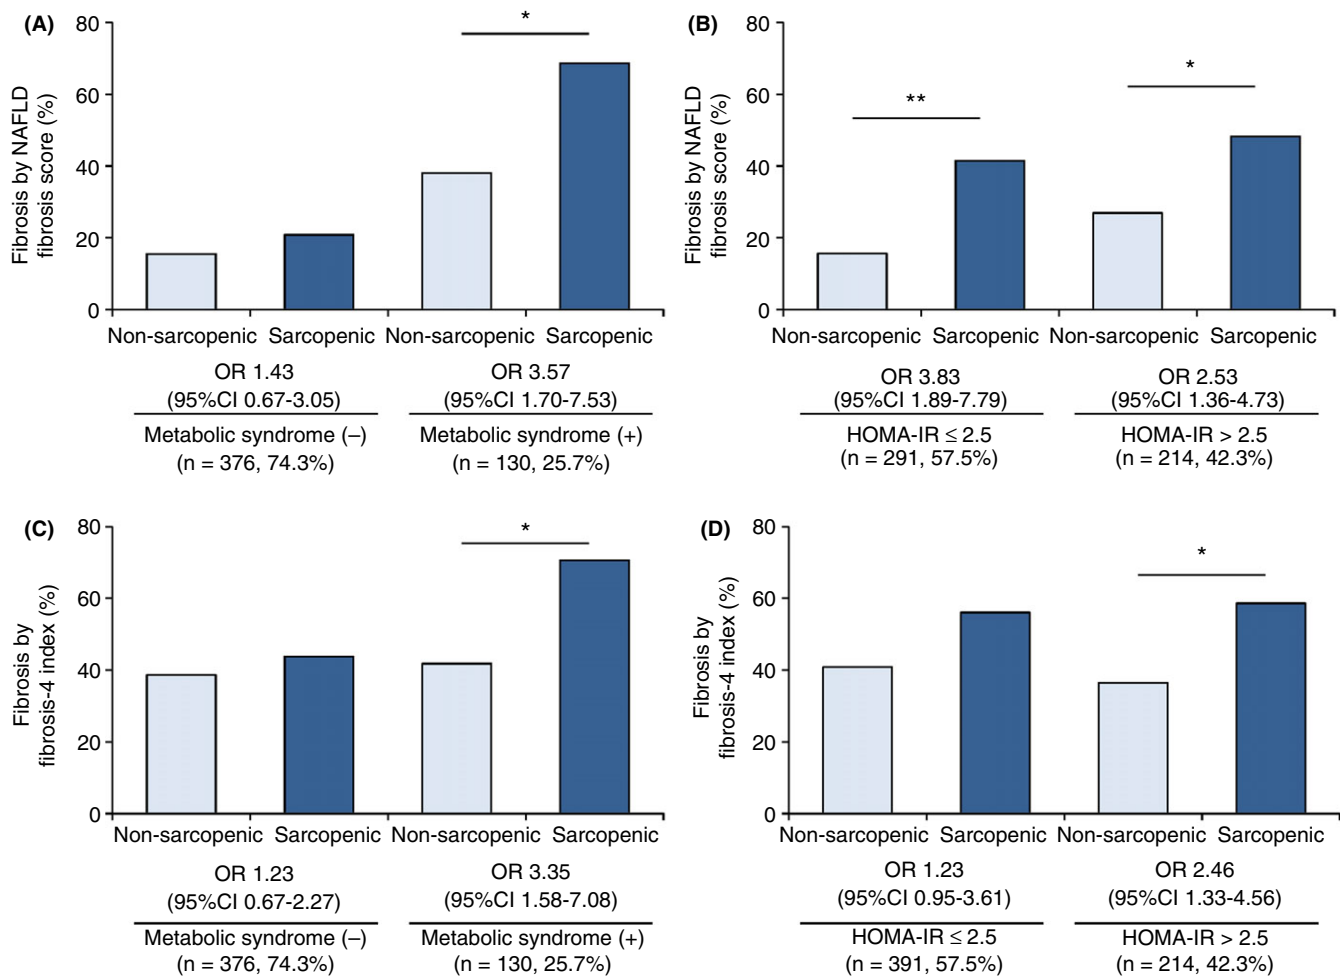 (A)
Fibrosis by NAFLD
fibrosis score (%)
80
60
40
20
0
*
Non-sarcopenic Sarcopenic Non-sarcopenic Sarcopenic
OR 1.43
(95%CI 0.67-3.05)
Metabolic syndrome (–)
(n = 376, 74.3%)
OR 3.57
(95%CI 1.70-7.53)
Metabolic syndrome (+)
(n = 130, 25.7%)
(B)
Fibrosis by NAFLD
fibrosis score (%)
80
60
40
20
0
**
*
Non-sarcopenic Sarcopenic Non-sarcopenic Sarcopenic
OR 3.83
(95%CI 1.89-7.79)
HOMA-IR ≤ 2.5
(n = 291, 57.5%)
OR 2.53
(95%CI 1.36-4.73)
HOMA-IR > 2.5
(n = 214, 42.3%)
(C)
Fibrosis by
fibrosis-4 index (%)
80
60
40
20
0
*
Non-sarcopenic Sarcopenic Non-sarcopenic Sarcopenic
OR 1.23
(95%CI 0.67-2.27)
Metabolic syndrome (–)
(n = 376, 74.3%)
OR 3.35
(95%CI 1.58-7.08)
Metabolic syndrome (+)
(n = 130, 25.7%)
(D)
Fibrosis by
fibrosis-4 index (%)
80
60
40
20
0
*
Non-sarcopenic Sarcopenic Non-sarcopenic Sarcopenic
OR 1.23
(95%CI 0.95-3.61)
HOMA-IR ≤ 2.5
(n = 391, 57.5%)
OR 2.46
(95%CI 1.33-4.56)
HOMA-IR > 2.5
(n = 214, 42.3%)